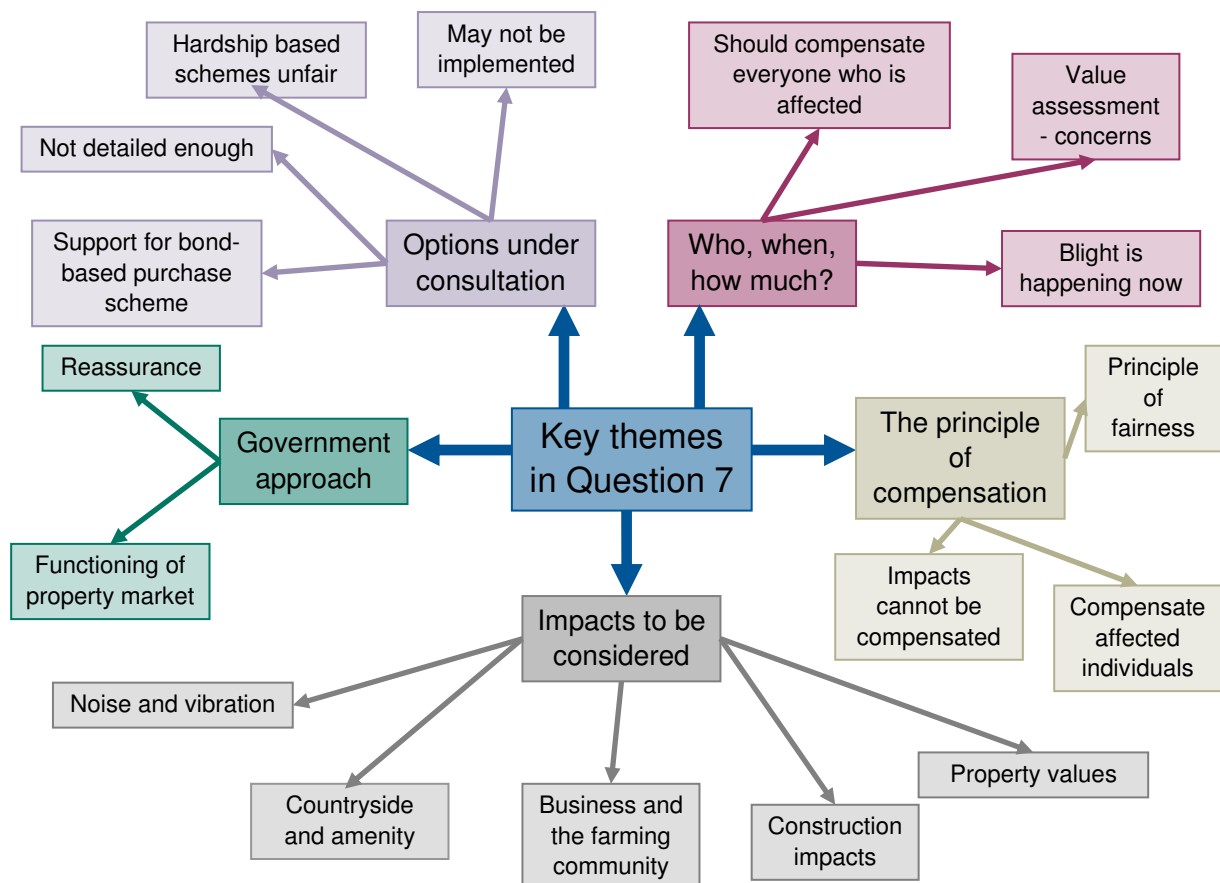 Hardship based
schemes unfair
May not be
implemented
Should compensate
everyone who is
affected
Value
assessment
- concerns
Not detailed enough
Support for bond-
based purchase
scheme
Options under
consultation
Who, when,
how much?
Blight is
happening now
Reassurance
Government
approach
Functioning of
property market
Key themes
in Question 7
The principle
of
compensation
Principle
of
fairness
Impacts
cannot be
compensated
Compensate
affected
individuals
Impacts to be
considered
Noise and vibration
Countryside
and amenity
Business and
the farming
community
Construction
impacts
Property values